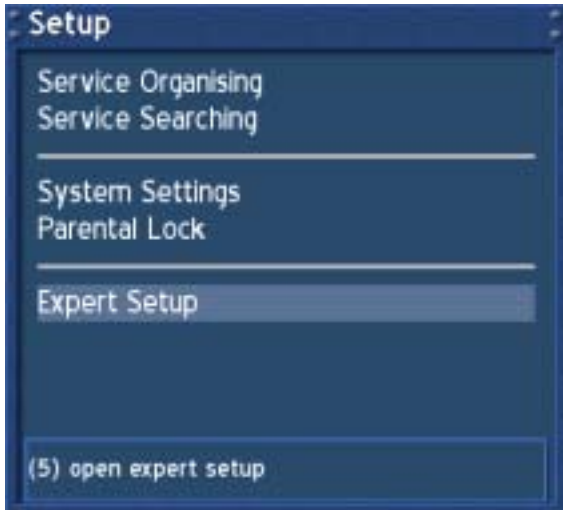 Setup
Service Organising
Service Searching
System Settings
Parental Lock
Expert Setup
(5) open expert setup